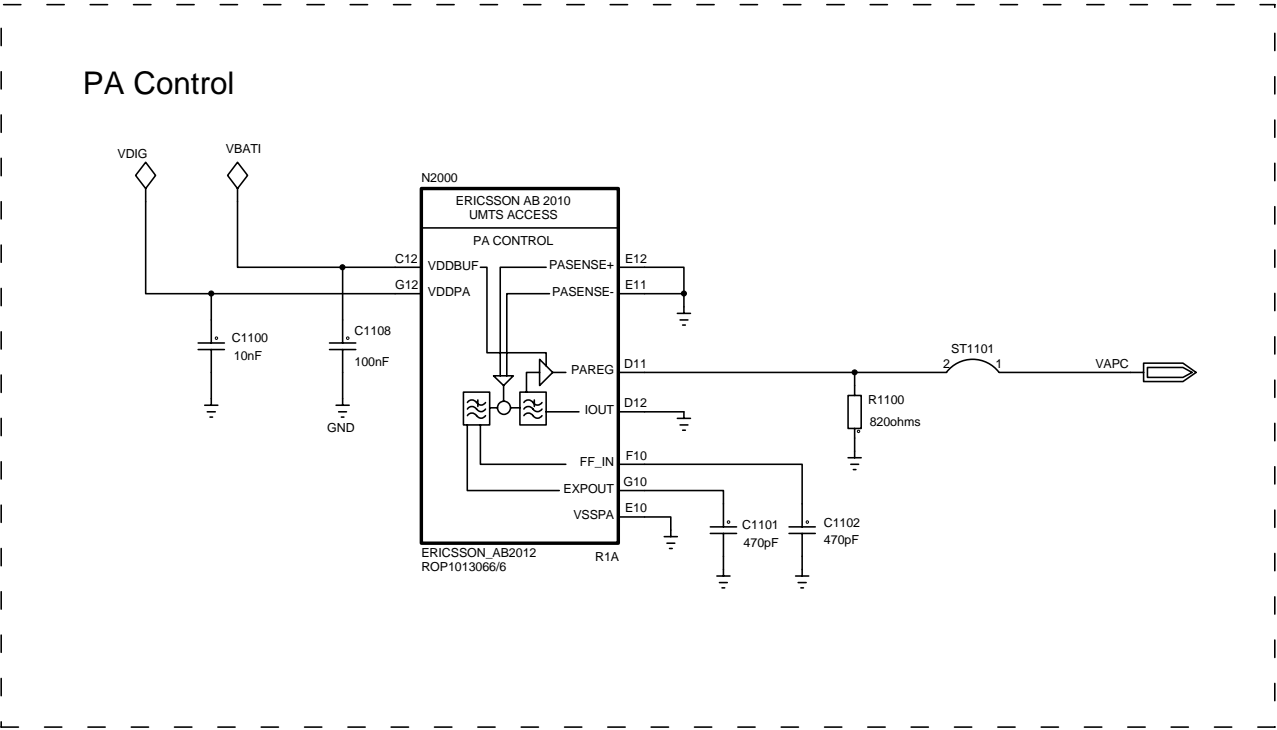 PA Control
VDIG
VBATI
N2000
ERICSSON AB 2010
UMTS ACCESS
PA CONTROL
C12
VDDBUF
PASENSE+
E12
G12
VDDPA
PASENSE-
E11
C1100
10nF
C1108
100nF
GND
PAREG
D11
ST1101
2
1
VAPC
IOUT
D12
R1100
820ohms
FF_IN
F10
EXPOUT
G10
VSSPA
E10
C1101
470pF
C1102
470pF
ERICSSON_AB2012
R1A
ROP1013066/6